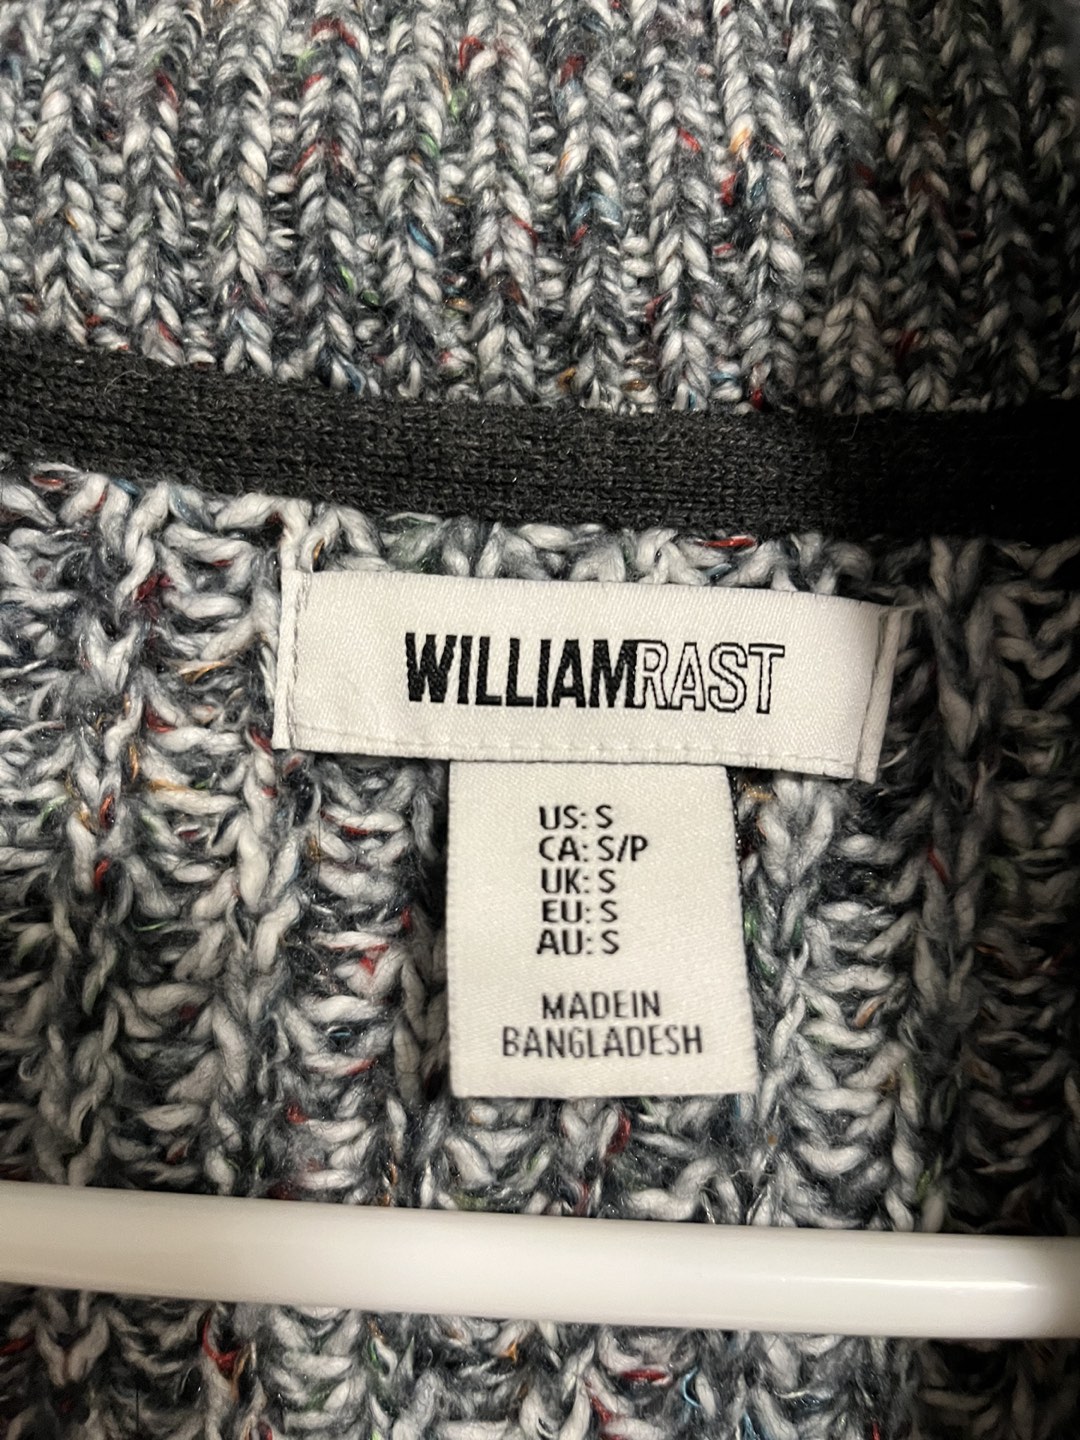 WILLIAMRAST
US: S
CA: S/P
UK: S
EU: S
AU: S
MADEIN
BANGLADESH